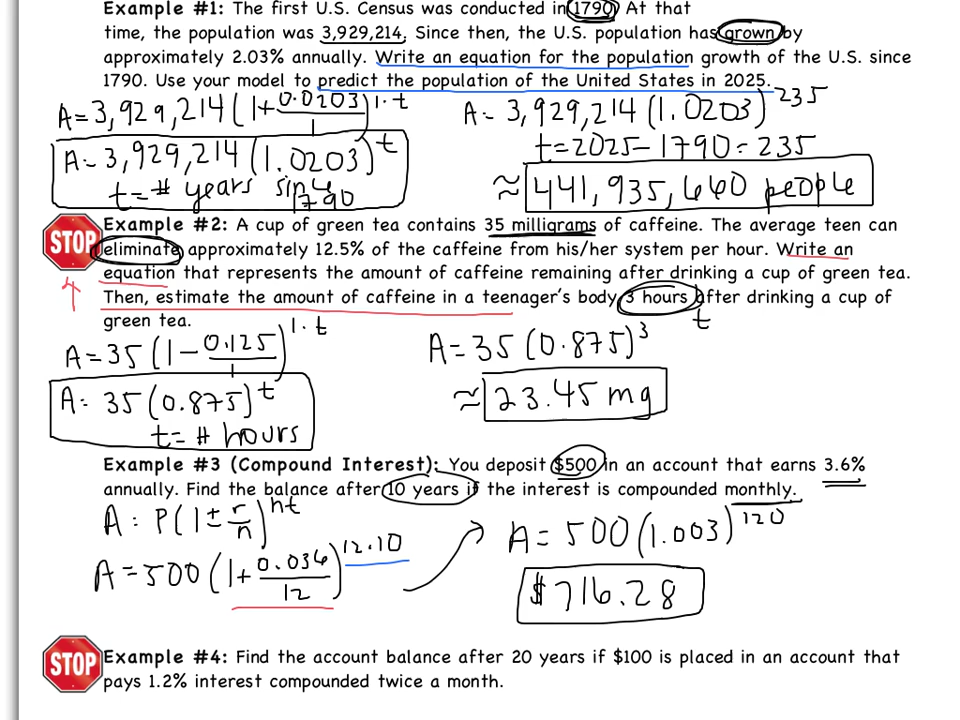 Example #1: The first U.S. Census was conducted in 1790. At that
time, the population was 3,929,214. Since then, the U.S. population has grown by
approximately 2.03% annually. Write an equation for the population growth of the U.S. since
1790. Use your model to predict the population of the United States in 2025.
A=3,929,214(1+0.0203/1)^1·t
A=3,929,214(1.0203)^t
t=# years since 1790
A=3,929,214(1.0203)^235
t=2025-1790=235
≈441,935,660 people
STOP
Example #2: A cup of green tea contains 35 milligrams of caffeine. The average teen can
eliminate approximately 12.5% of the caffeine from his/her system per hour. Write an
equation that represents the amount of caffeine remaining after drinking a cup of green tea.
Then, estimate the amount of caffeine in a teenager's body 3 hours after drinking a cup of
green tea.
t
A=35(1-0.125/1)^1·t
A=35(0.875)^t
t=# hours
A=35(0.875)^3
≈23.45 mg
Example #3 (Compound Interest): You deposit $500 in an account that earns 3.6%
annually. Find the balance after 10 years if the interest is compounded monthly.
A=P(1±r/n)^nt
A=500(1+0.036/12)^12·10
A=500(1.003)^120
$716.28
STOP
Example #4: Find the account balance after 20 years if $100 is placed in an account that
pays 1.2% interest compounded twice a month.